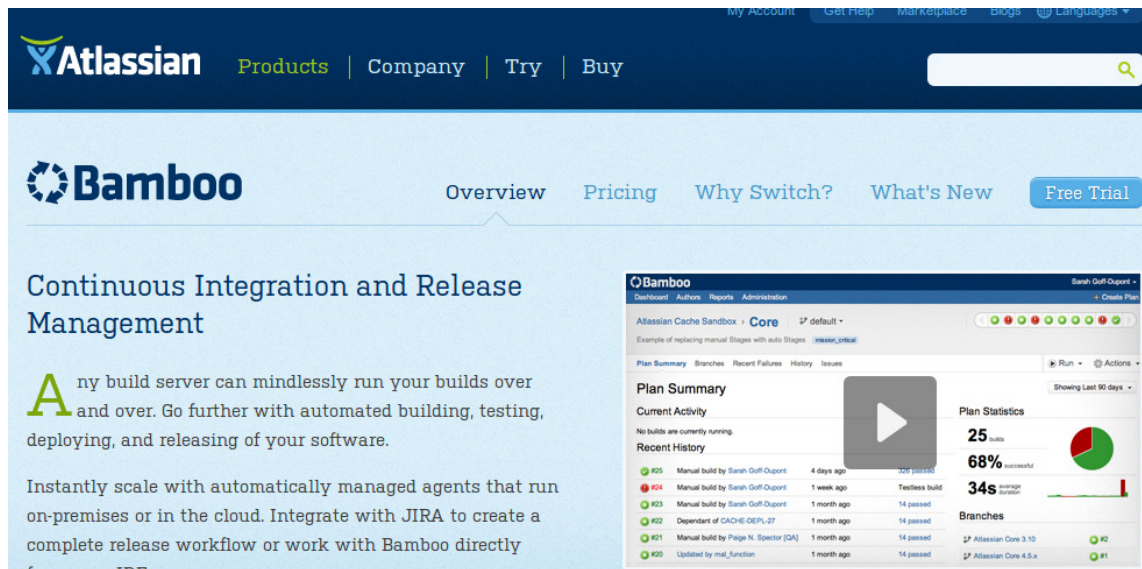 My Account Get Help Marketplace Blogs Languages
Atlassian Products Company Try Buy
Bamboo
Overview Pricing Why Switch? What's New Free Trial
Continuous Integration and Release
Management
Any build server can mindlessly run your builds over
and over. Go further with automated building, testing,
deploying, and releasing of your software.
Instantly scale with automatically managed agents that run
on-premises or in the cloud. Integrate with JIRA to create a
complete release workflow or work with Bamboo directly
Bamboo Sarah Goff-Dupont
Dashboard Authors Reports Administration + Create Plan
Atlassian Cache Sandbox › Core default
Example of replacing manual Stages with auto Stages mission_critical
Plan Summary Branches Recent Failures History Issues Run Actions
Plan Summary Showing Last 90 days
Current Activity
No builds are currently running.
Recent History
#25 Manual build by Sarah Goff-Dupont 4 days ago 326 passed
#24 Manual build by Sarah Goff-Dupont 1 week ago Testless build
#23 Manual build by Sarah Goff-Dupont 1 month ago 14 passed
#22 Dependant of CACHE-DEPL-27 1 month ago 14 passed
#21 Manual build by Paige N. Spector [QA] 1 month ago 14 passed
#20 Updated by mal_function 1 month ago 14 passed
Plan Statistics
25 builds
68% successful
34s average duration
Branches
Atlassian Core 3.10 #2
Atlassian Core 4.5.x #1